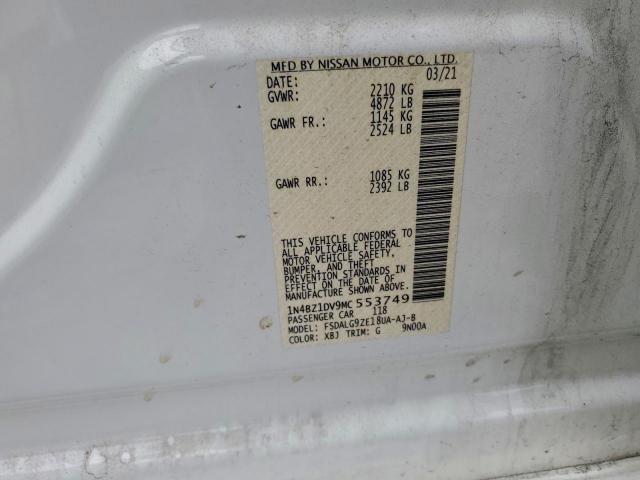 MFD BY NISSAN MOTOR CO., LTD.
DATE: 03/21
GVWR: 2210 KG
4872 LB
GAWR FR.: 1145 KG
2524 LB
GAWR RR.: 1085 KG
2392 LB
THIS VEHICLE CONFORMS TO
ALL APPLICABLE FEDERAL
MOTOR VEHICLE SAFETY,
BUMPER, AND THEFT
PREVENTION STANDARDS IN
EFFECT ON THE DATE OF
MANUFACTURE SHOWN ABOVE.
1N4BZ1DV9MC553749
PASSENGER CAR 118
MODEL: FSDALG9ZE18UA-AJ-B
COLOR: XBJ TRIM: G 9N00A